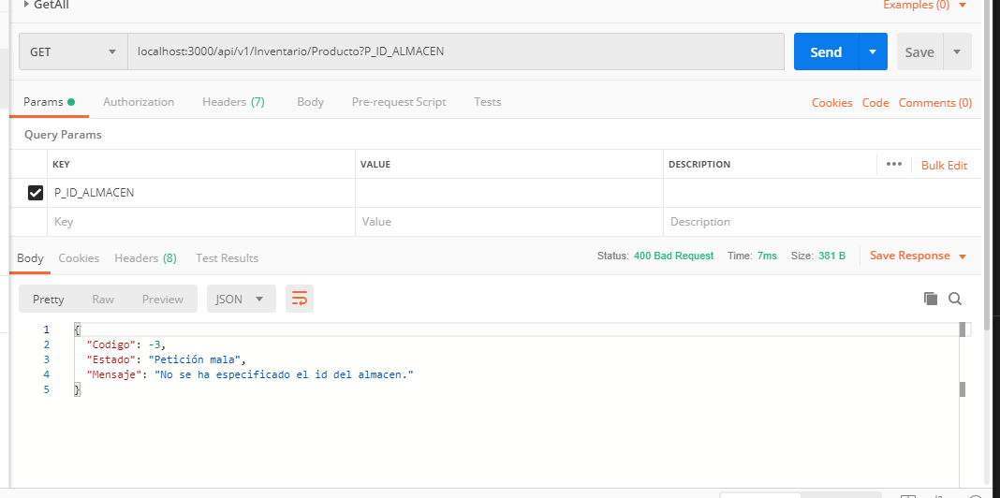 GetAll Examples (0)
GET localhost:3000/api/v1/Inventario/Producto?P_ID_ALMACEN Send Save
Params Authorization Headers (7) Body Pre-request Script Tests Cookies Code Comments (0)
Query Params
KEY VALUE DESCRIPTION ••• Bulk Edit
P_ID_ALMACEN
Key Value Description
Body Cookies Headers (8) Test Results Status: 400 Bad Request Time: 7ms Size: 381 B Save Response
Pretty Raw Preview JSON
1 {
2 "Codigo": -3,
3 "Estado": "Petición mala",
4 "Mensaje": "No se ha especificado el id del almacen."
5 }